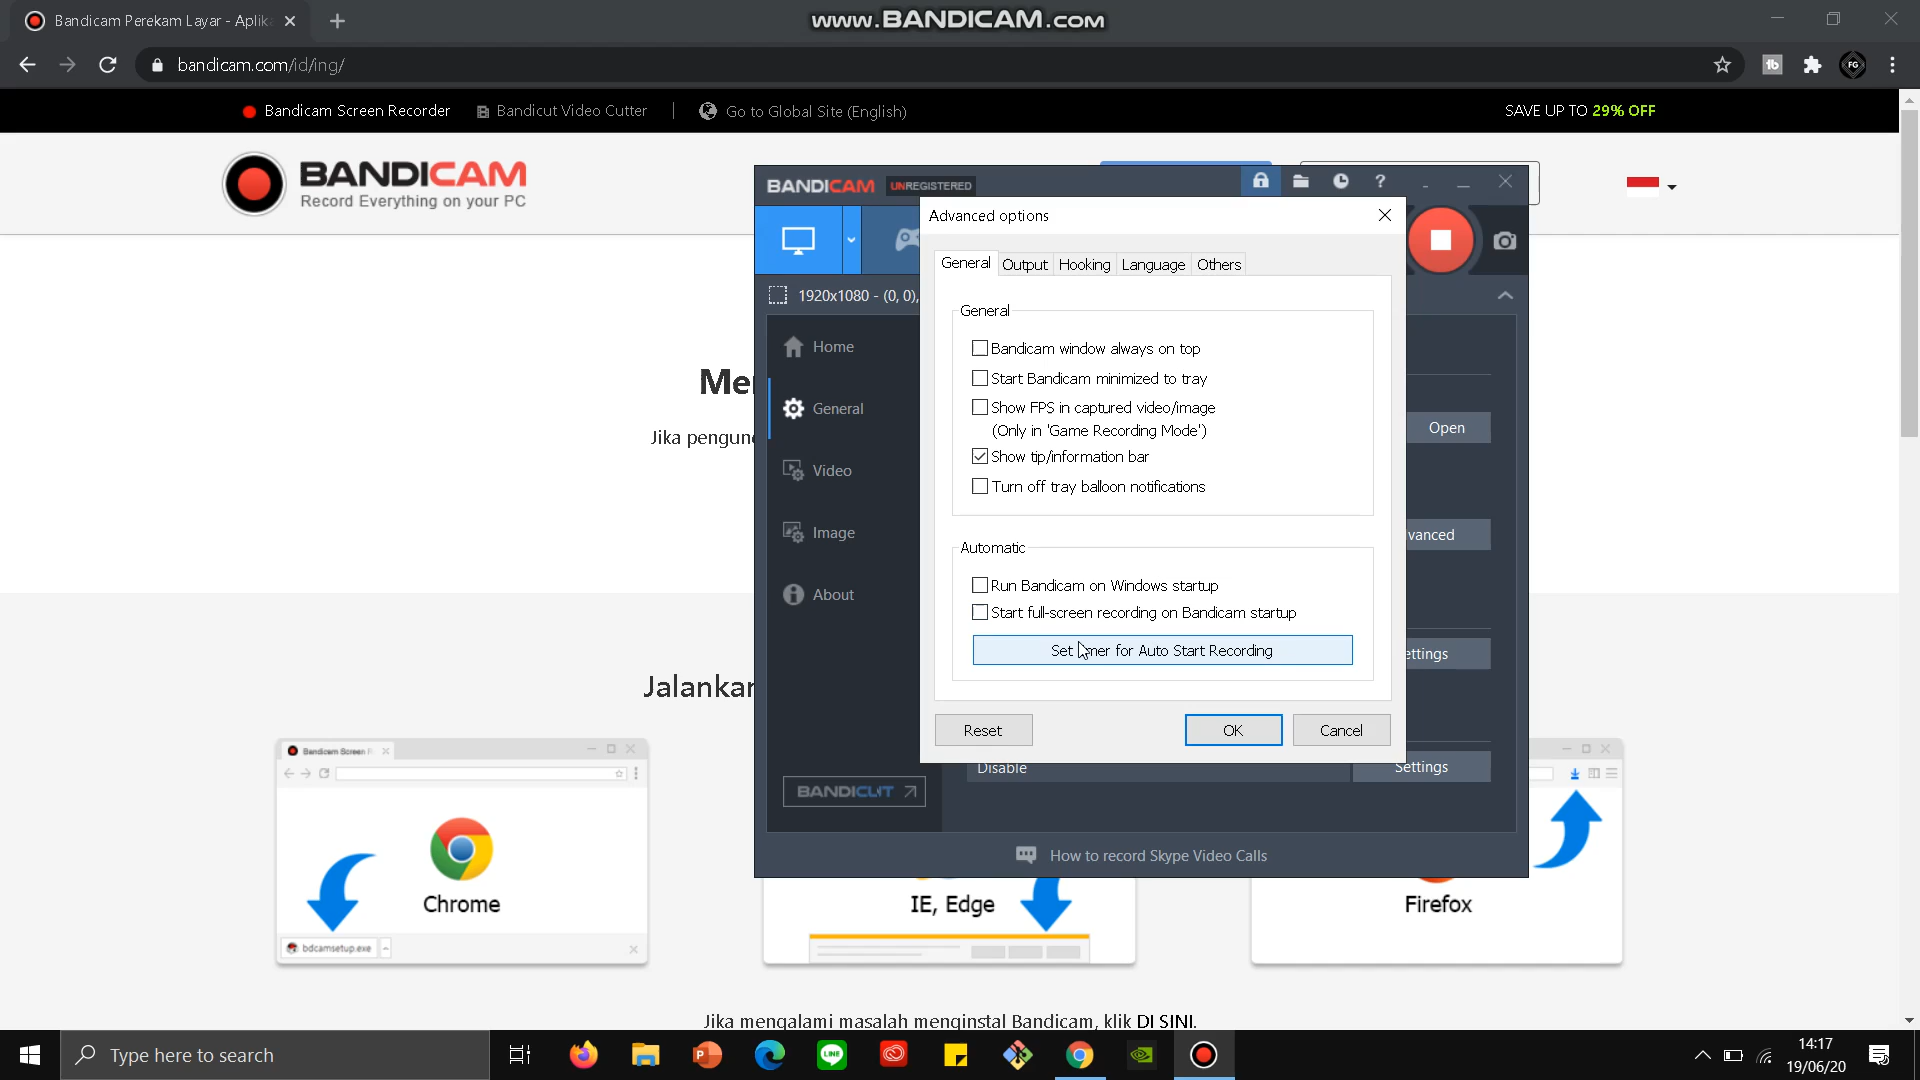 Bandicam Perekam Layar - Aplik
www.BANDICAM.com
bandicam.com/id/ing/
Bandicam Screen Recorder
Bandicut Video Cutter
Go to Global Site (English)
SAVE UP TO 29% OFF
BANDICAM
Record Everything on your PC
BANDICAM UNREGISTERED
Advanced options
General Output Hooking Language Others
1920x1080 - (0, 0),
General
Bandicam window always on top
Start Bandicam minimized to tray
Show FPS in captured video/image
(Only in 'Game Recording Mode')
Show tip/information bar
Turn off tray balloon notifications
Automatic
Run Bandicam on Windows startup
Start full-screen recording on Bandicam startup
Set timer for Auto Start Recording
Reset
OK
Cancel
Home
General
Video
Image
About
BANDICUT
Open
vanced
ettings
Disable
Settings
How to record Skype Video Calls
Mer
Jika pengun
Jalankan
Bandicam Screen R
Chrome
bdcamsetup.exe
IE, Edge
Firefox
Jika mengalami masalah menginstal Bandicam, klik DI SINI.
Type here to search
LINE
14:17
19/06/20